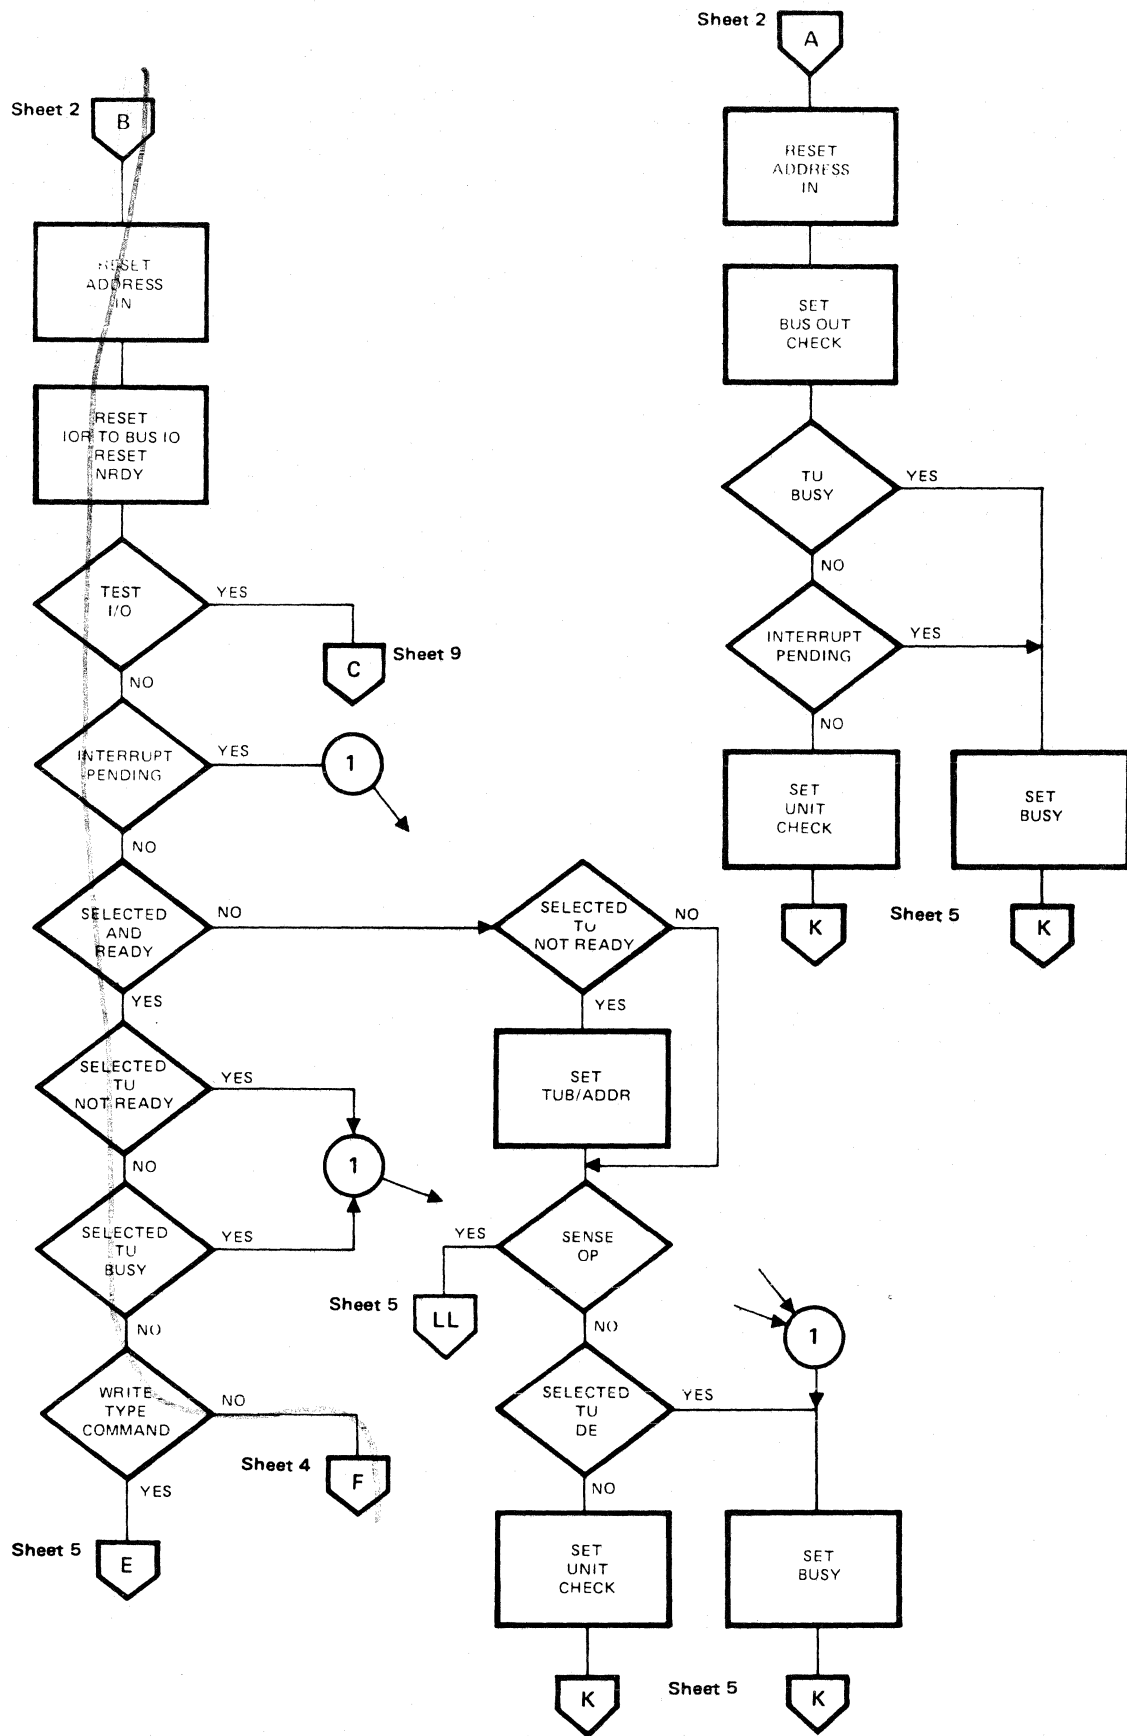 Sheet 2
B
RESET
ADDRESS
IN
RESET
IOR TO BUS IO
RESET
NRDY
TEST
I/O
YES
C
Sheet 9
NO
INTERRUPT
PENDING
YES
1
NO
SELECTED
AND
READY
NO
YES
SELECTED
TU
NOT READY
YES
1
NO
SELECTED
TU
BUSY
YES
NO
WRITE
TYPE
COMMAND
NO
Sheet 4
F
YES
Sheet 5
E
SELECTED
TU
NOT READY
NO
YES
SET
TUB/ADDR
SENSE
OP
YES
Sheet 5
LL
NO
SELECTED
TU
DE
YES
1
NO
SET
UNIT
CHECK
SET
BUSY
K
Sheet 5
K
Sheet 2
A
RESET
ADDRESS
IN
SET
BUS OUT
CHECK
TU
BUSY
YES
NO
INTERRUPT
PENDING
YES
NO
SET
UNIT
CHECK
SET
BUSY
K
Sheet 5
K